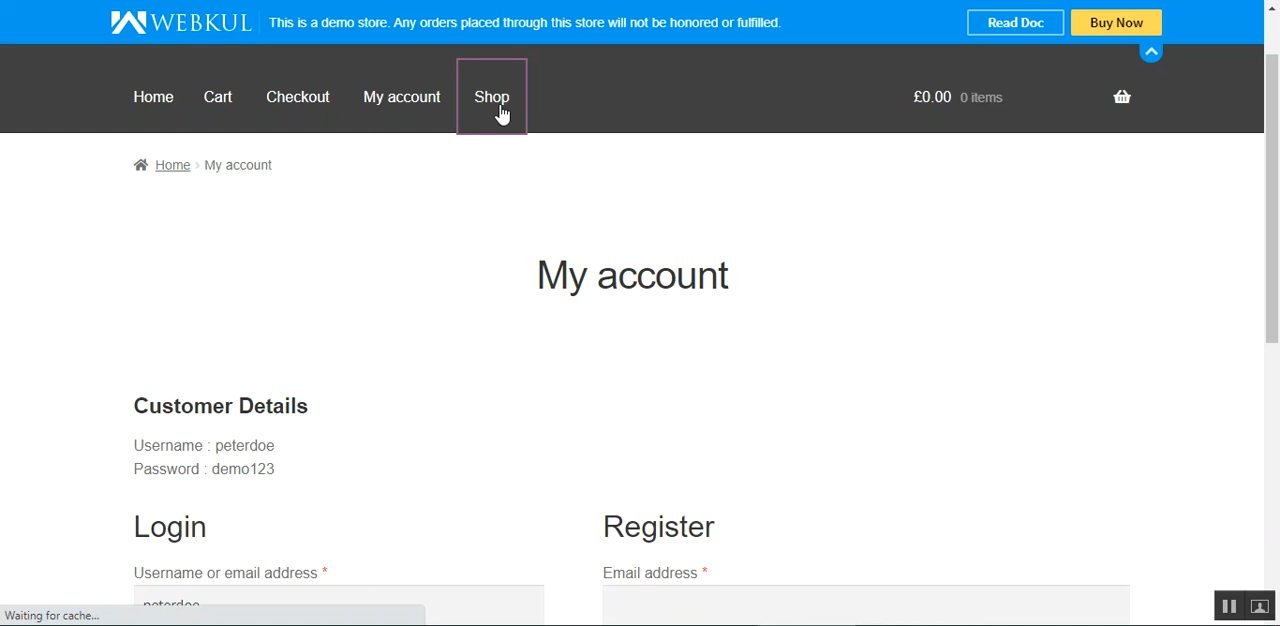 WEBKUL This is a demo store. Any orders placed through this store will not be honored or fulfilled. Read Doc Buy Now
Home Cart Checkout My account Shop £0.00 0 items
Home › My account
My account
Customer Details
Username : peterdoe
Password : demo123
Login Register
Username or email address * Email address *
peterdoe
Waiting for cache...